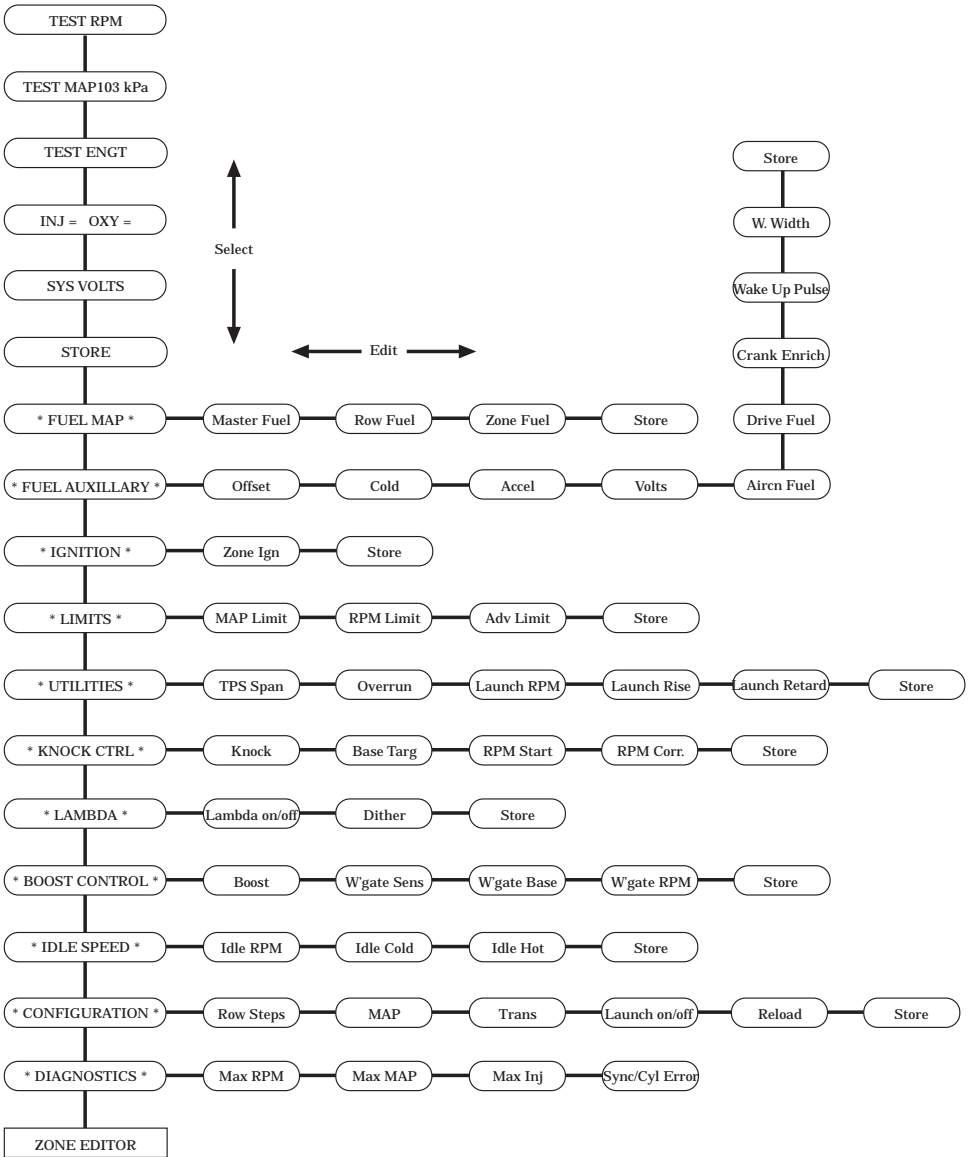 TEST RPM
TEST MAP103 kPa
TEST ENGT
Store
INJ = OXY =
W. Width
Select
SYS VOLTS
Wake Up Pulse
STORE
Edit
Crank Enrich
* FUEL MAP *
Master Fuel
Row Fuel
Zone Fuel
Store
Drive Fuel
* FUEL AUXILLARY *
Offset
Cold
Accel
Volts
Aircn Fuel
* IGNITION *
Zone Ign
Store
* LIMITS *
MAP Limit
RPM Limit
Adv Limit
Store
* UTILITIES *
TPS Span
Overrun
Launch RPM
Launch Rise
Launch Retard
Store
* KNOCK CTRL *
Knock
Base Targ
RPM Start
RPM Corr.
Store
* LAMBDA *
Lambda on/off
Dither
Store
* BOOST CONTROL *
Boost
W'gate Sens
W'gate Base
W'gate RPM
Store
* IDLE SPEED *
Idle RPM
Idle Cold
Idle Hot
Store
* CONFIGURATION *
Row Steps
MAP
Trans
Launch on/off
Reload
Store
* DIAGNOSTICS *
Max RPM
Max MAP
Max Inj
Sync/Cyl Error
ZONE EDITOR